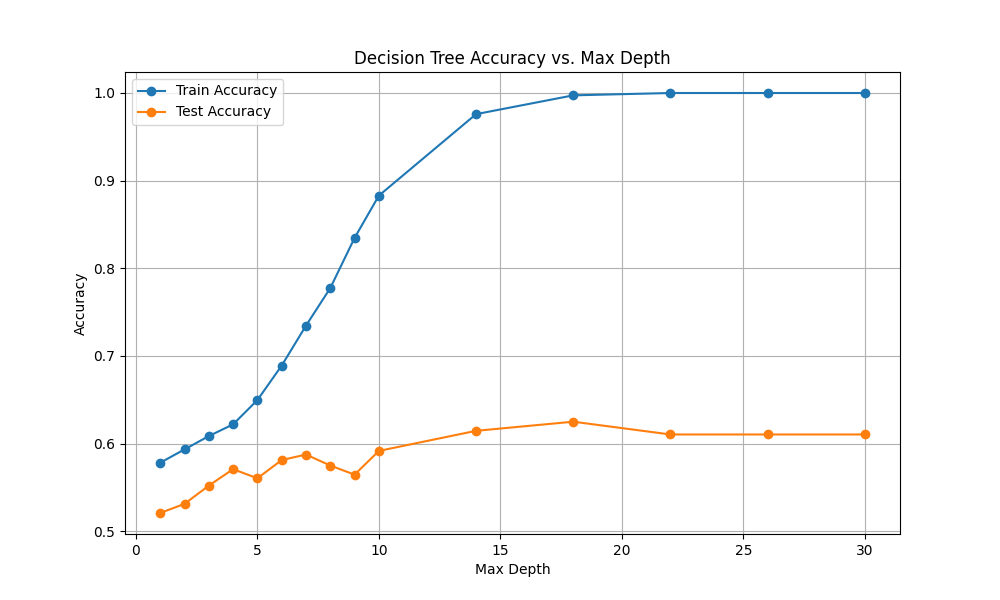 Decision Tree Accuracy vs. Max Depth
Train Accuracy
Test Accuracy
Accuracy
1.0
0.9
0.8
0.7
0.6
0.5
0 5 10 15 20 25 30
Max Depth